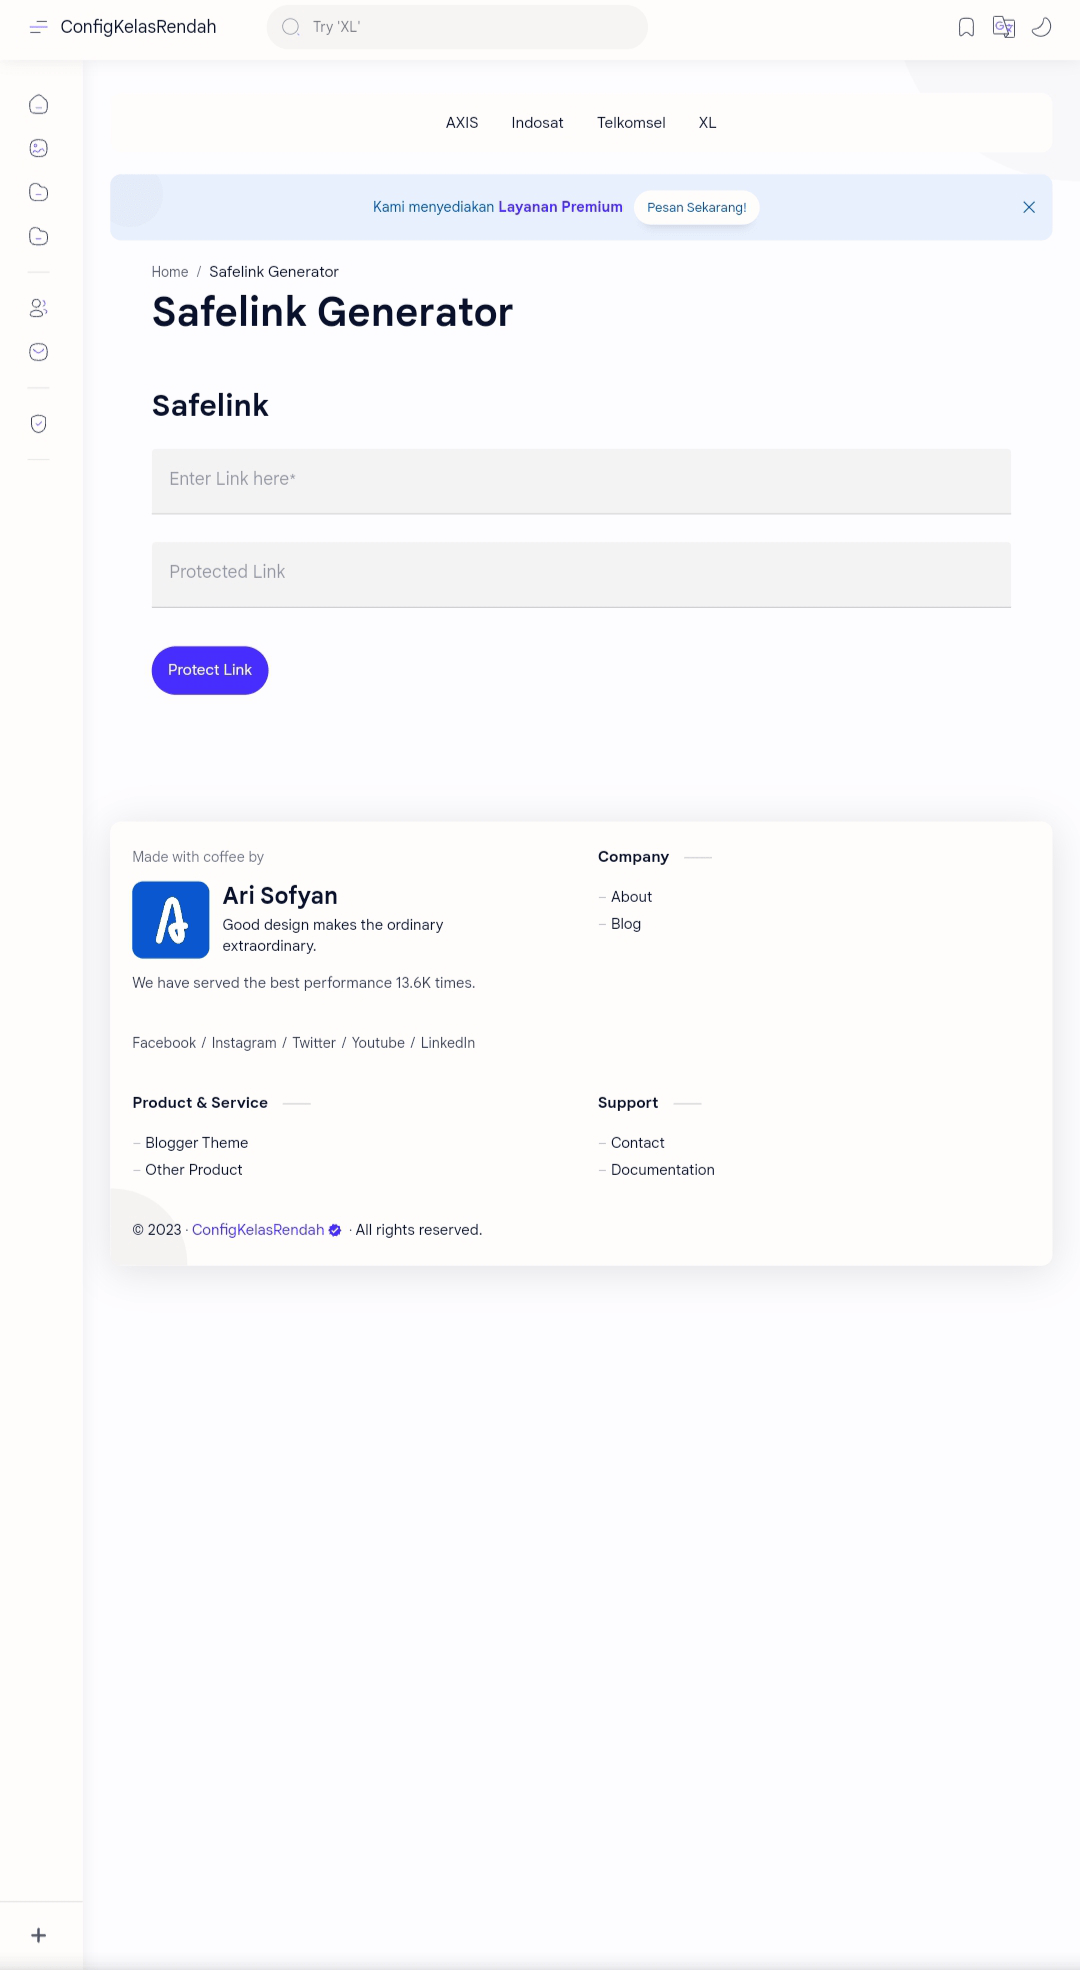 ConfigKelasRendah
Try 'XL'
AXIS Indosat Telkomsel XL
Kami menyediakan Layanan Premium Pesan Sekarang!
Home / Safelink Generator
Safelink Generator
Safelink
Enter Link here*
Protected Link
Protect Link
Made with coffee by
Ari Sofyan
Good design makes the ordinary
extraordinary.
We have served the best performance 13.6K times.
Facebook / Instagram / Twitter / Youtube / LinkedIn
Company
– About
– Blog
Product & Service
– Blogger Theme
– Other Product
Support
– Contact
– Documentation
© 2023 · ConfigKelasRendah · All rights reserved.